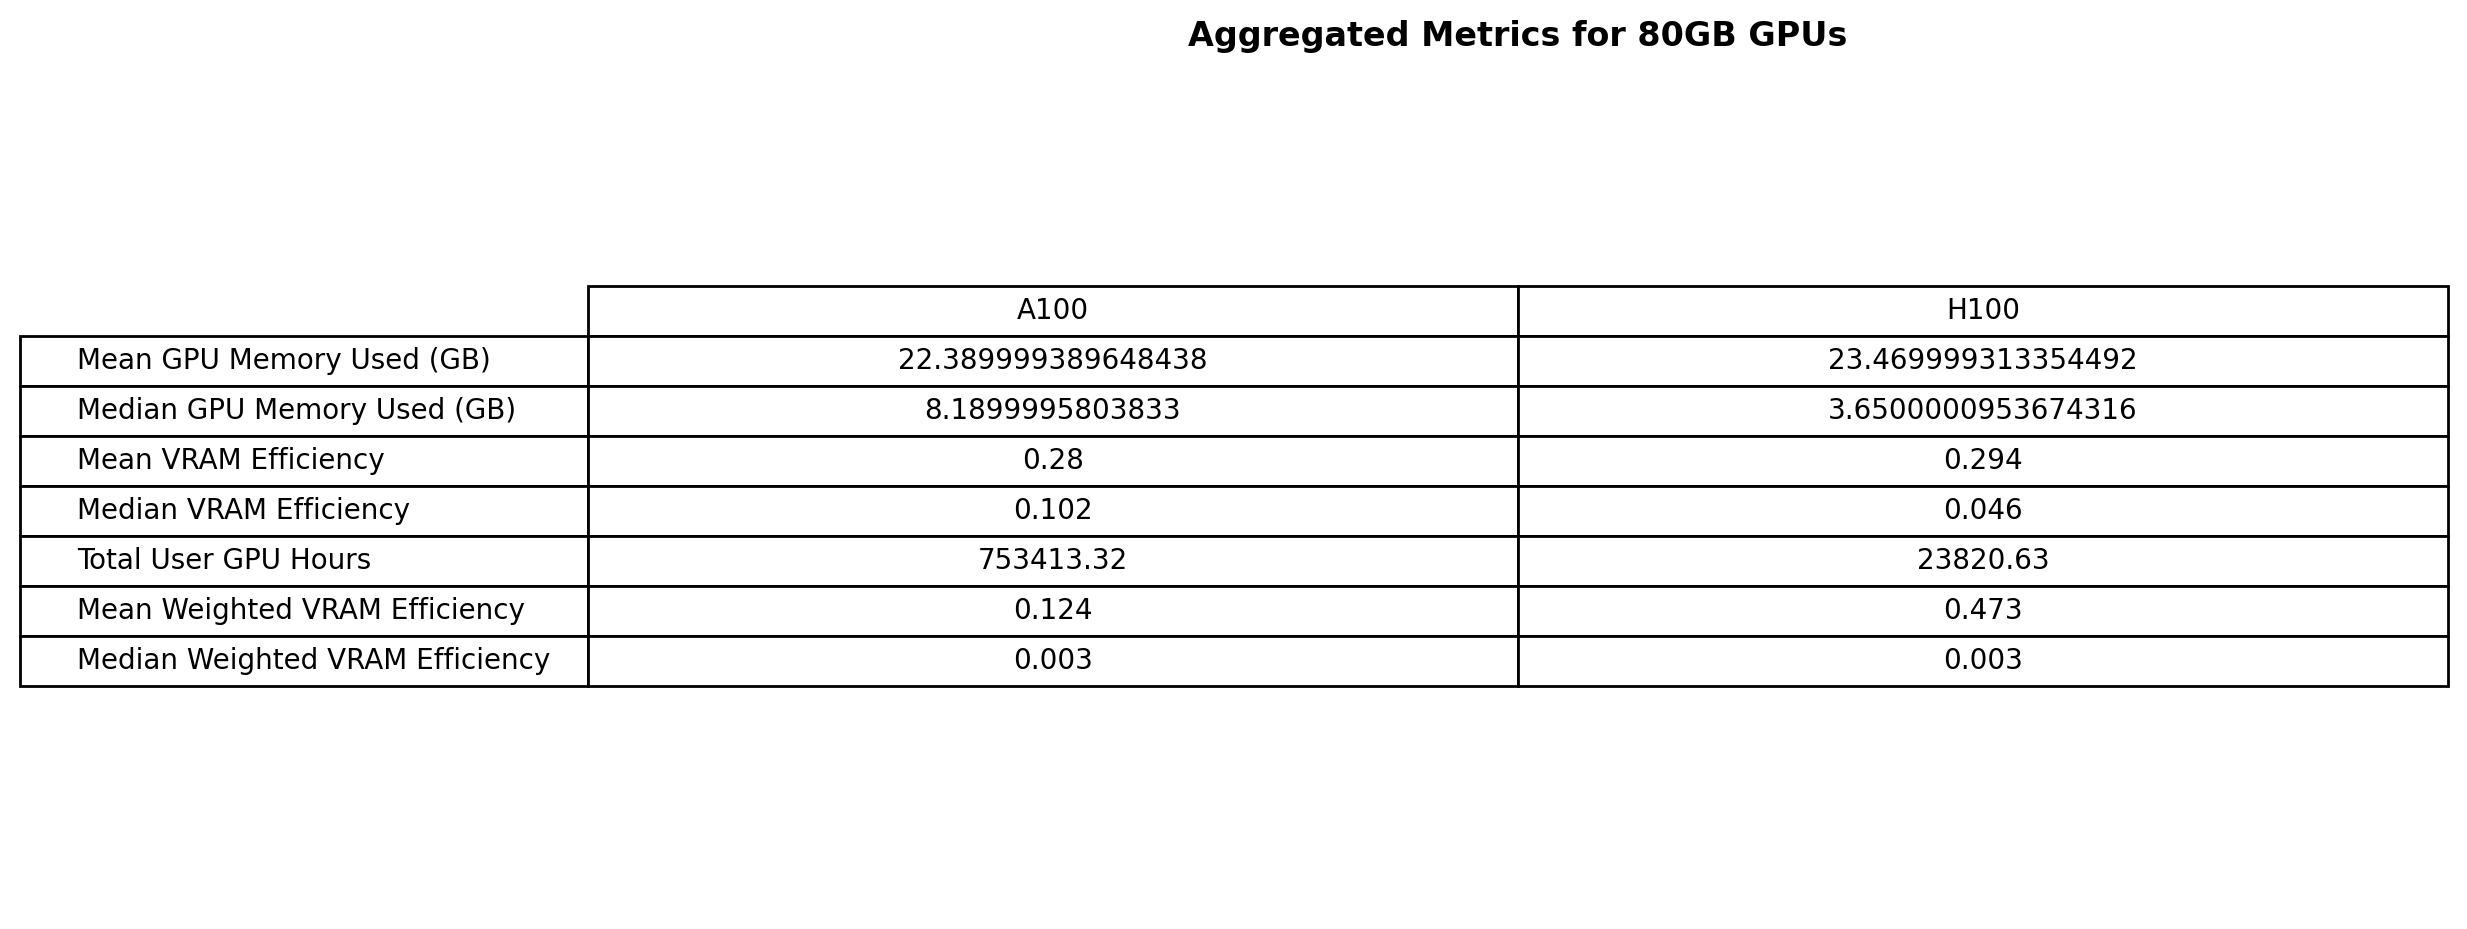 Aggregated Metrics for 80GB GPUs
A100 H100
Mean GPU Memory Used (GB) 22.389999389648438 23.469999313354492
Median GPU Memory Used (GB) 8.1899995803833 3.6500000953674316
Mean VRAM Efficiency 0.28 0.294
Median VRAM Efficiency 0.102 0.046
Total User GPU Hours 753413.32 23820.63
Mean Weighted VRAM Efficiency 0.124 0.473
Median Weighted VRAM Efficiency 0.003 0.003